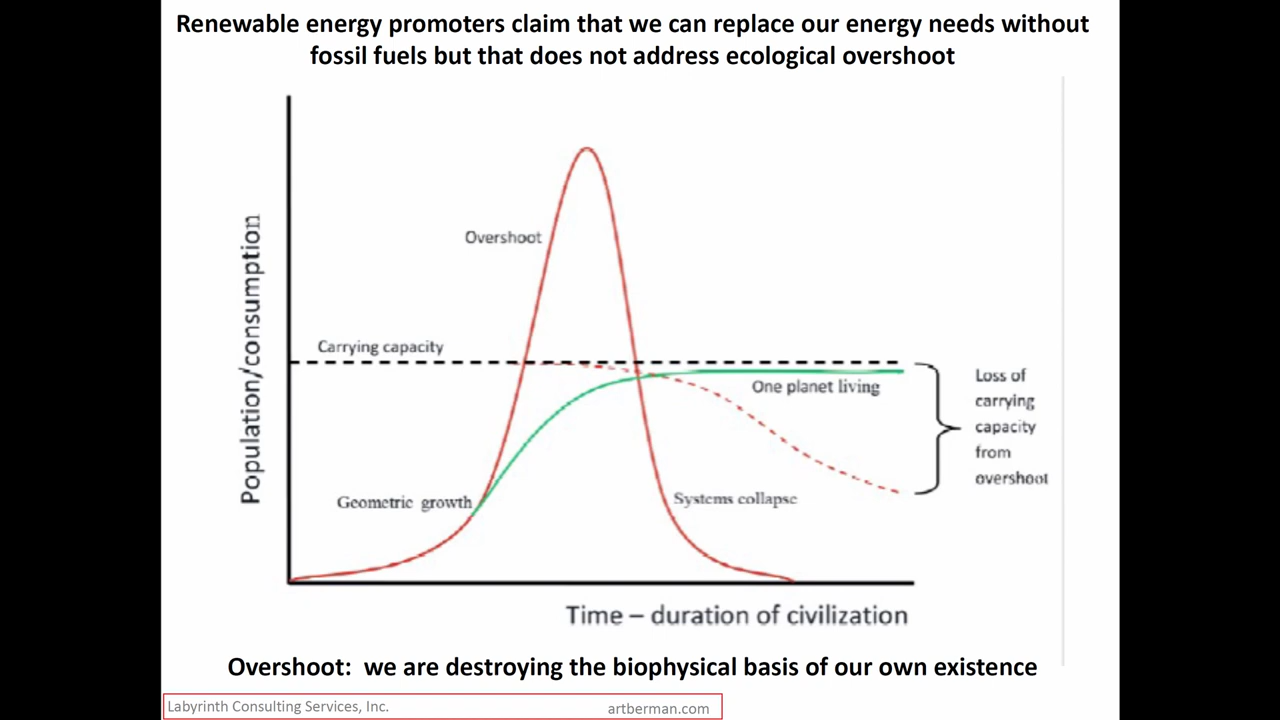 Renewable energy promoters claim that we can replace our energy needs without
fossil fuels but that does not address ecological overshoot
Population/consumption
Overshoot
Carrying capacity
One planet living
Loss of
carrying
capacity
from
overshoot
Geometric growth
Systems collapse
Time – duration of civilization
Overshoot: we are destroying the biophysical basis of our own existence
Labyrinth Consulting Services, Inc.
artberman.com